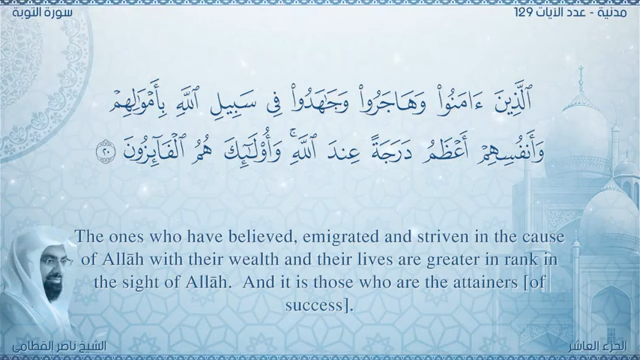 مدنية - عدد الآيات 129
سورة التوبة
الَّذِينَ ءَامَنُوا۟ وَهَاجَرُوا۟ وَجَـٰهَدُوا۟ فِى سَبِيلِ ٱللَّهِ بِأَمْوَٰلِهِمْ
وَأَنفُسِهِمْ أَعْظَمُ دَرَجَةً عِندَ ٱللَّهِ ۚ وَأُو۟لَـٰٓئِكَ هُمُ ٱلْفَآئِزُونَ ٢٠
The ones who have believed, emigrated and striven in the cause
of Allāh with their wealth and their lives are greater in rank in
the sight of Allāh.  And it is those who are the attainers [of
success].
الجزء العاشر
الشيخ ناصر القطامي